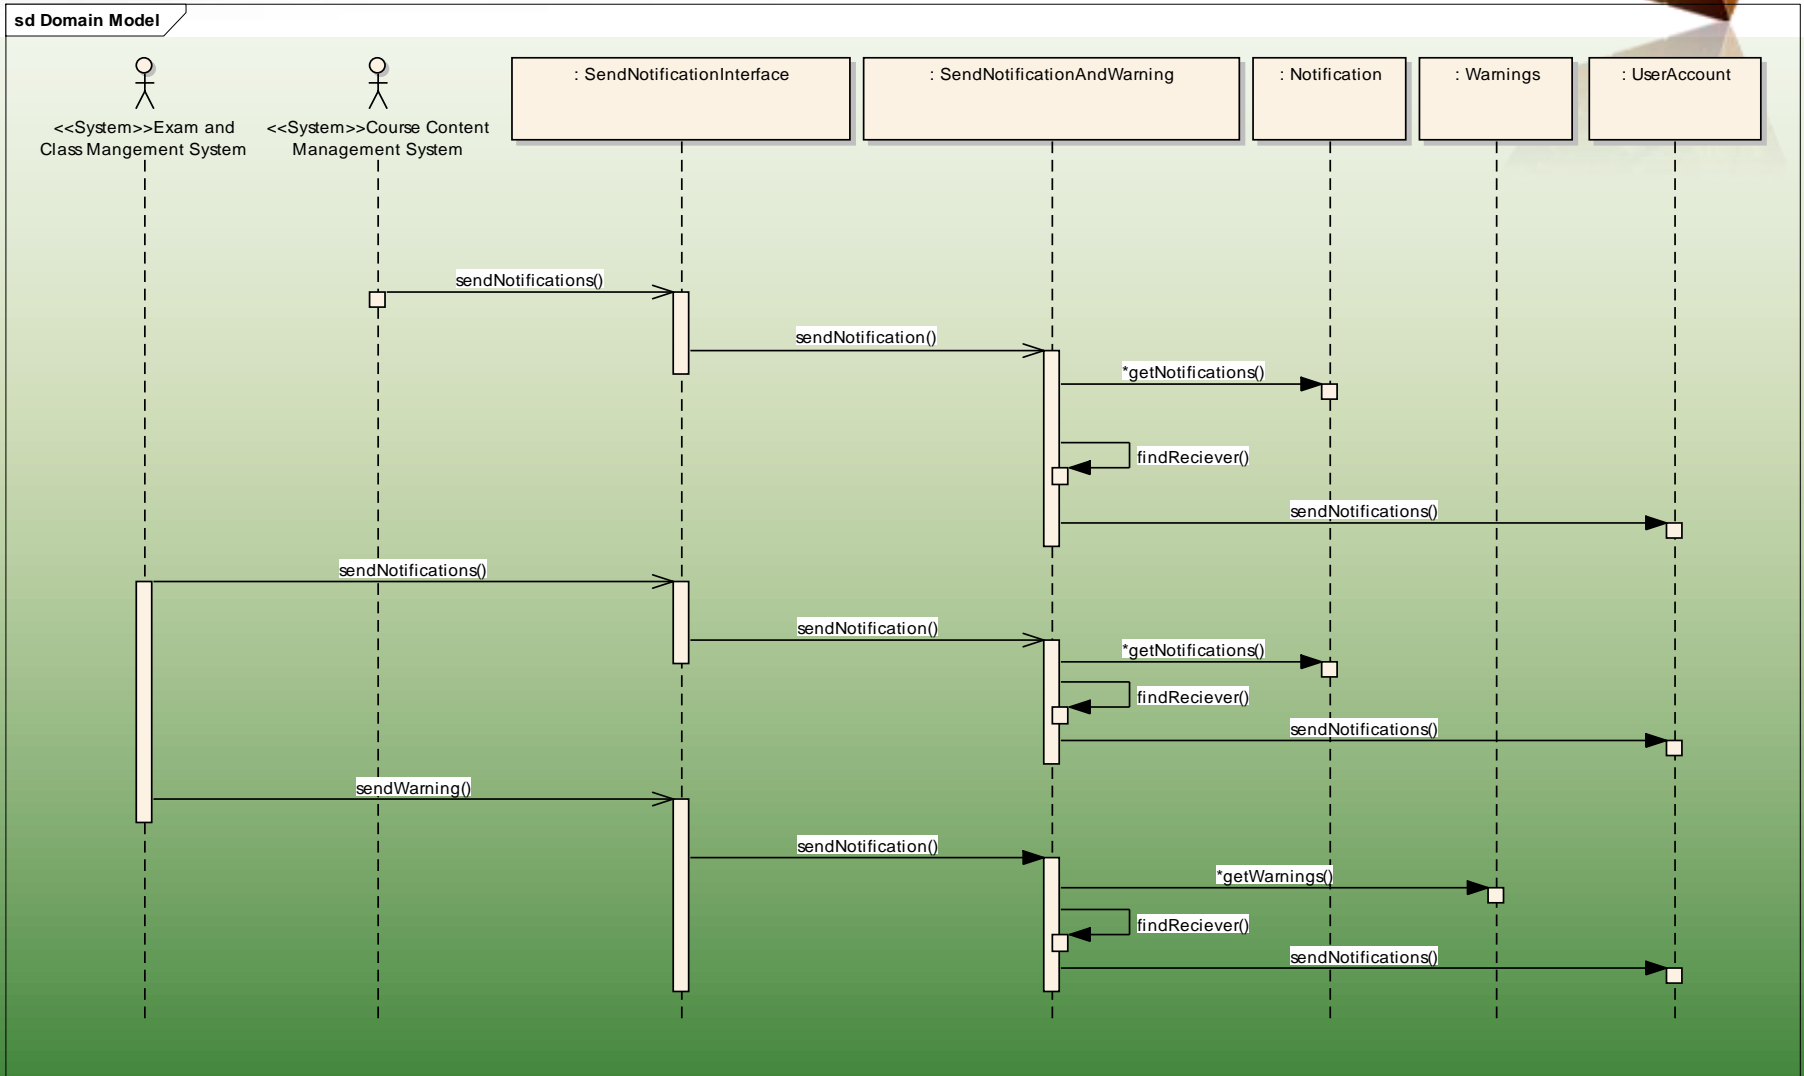 sd Domain Model
<<System>>Exam and
Class Mangement System
<<System>>Course Content
Management System
: SendNotificationInterface
: SendNotificationAndWarning
: Notification
: Warnings
: UserAccount
sendNotifications()
sendNotification()
*getNotifications()
findReciever()
sendNotifications()
sendNotifications()
sendNotification()
*getNotifications()
findReciever()
sendNotifications()
sendWarning()
sendNotification()
*getWarnings()
findReciever()
sendNotifications()